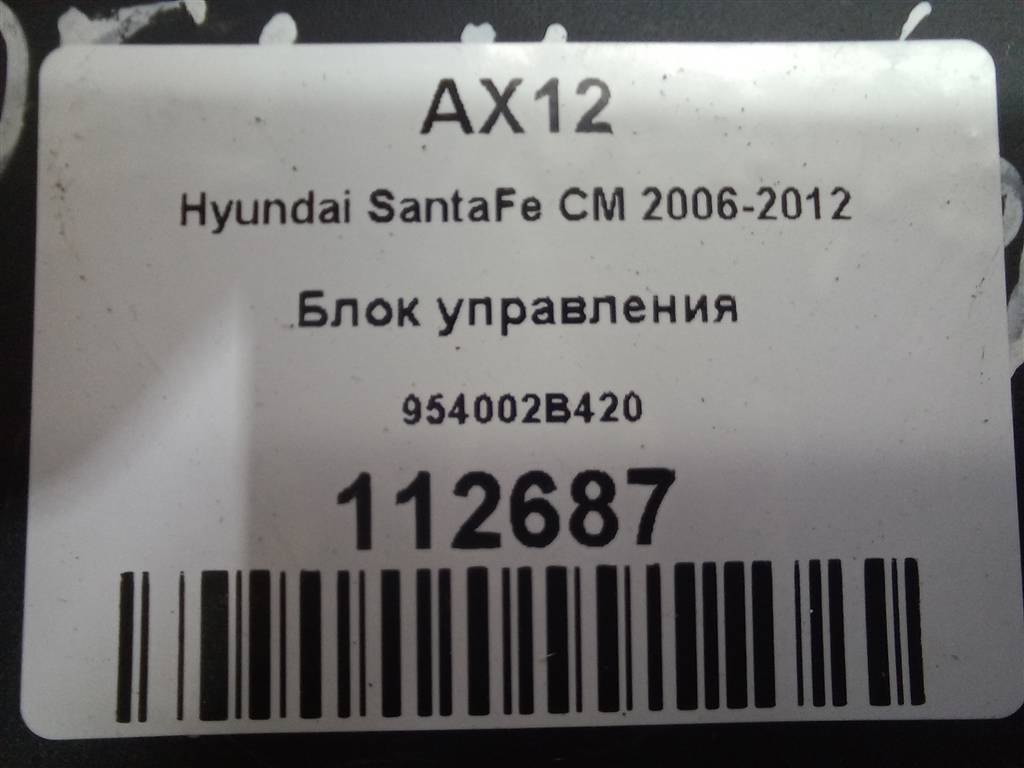 AX12
Hyundai SantaFe CM 2006-2012
Блок управления
954002B420
112687